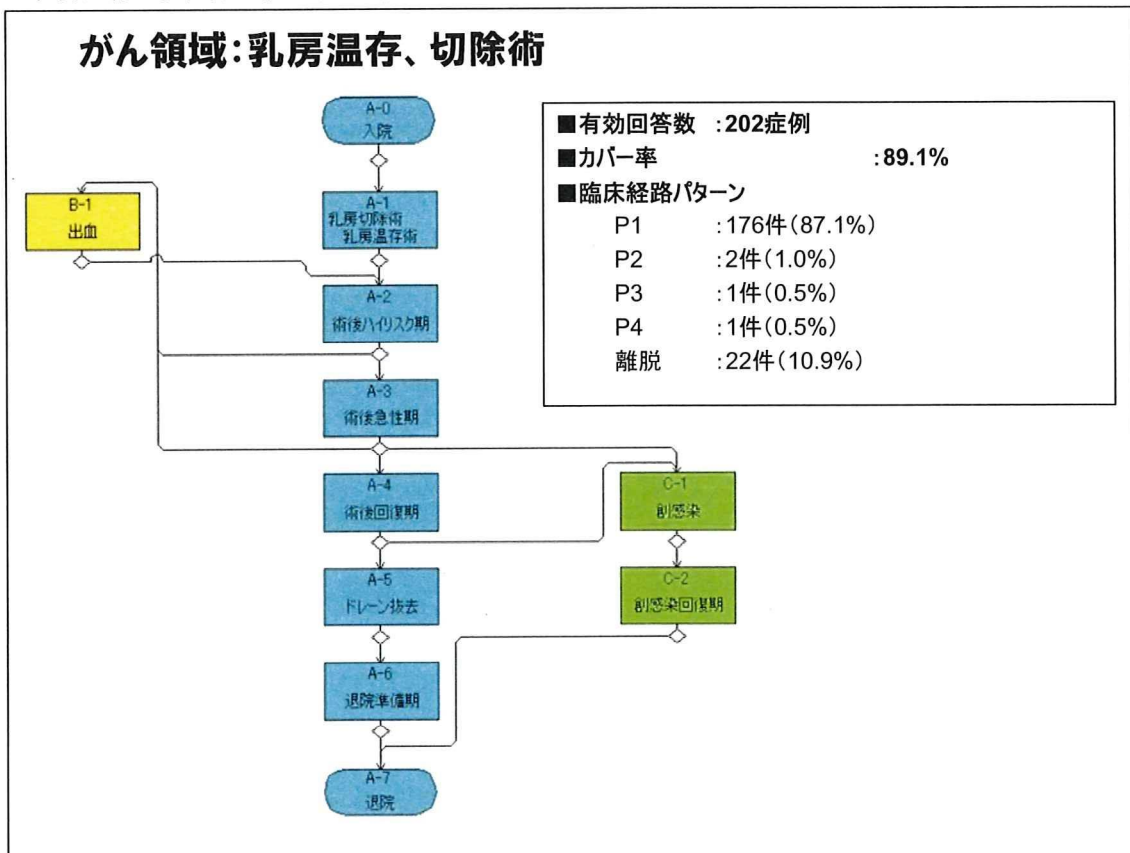 がん領域:乳房温存、切除術
A-0
入院
B-1
出血
A-1
乳房切除術
乳房温存術
A-2
術後ハイリスク期
A-3
術後急性期
A-4
術後回復期
A-5
ドレーン抜去
A-6
退院準備期
A-7
退院
C-1
創感染
C-2
創感染回復期
■有効回答数 :202症例
■カバー率 :89.1%
■臨床経路パターン
P1 :176件(87.1%)
P2 :2件(1.0%)
P3 :1件(0.5%)
P4 :1件(0.5%)
離脱 :22件(10.9%)